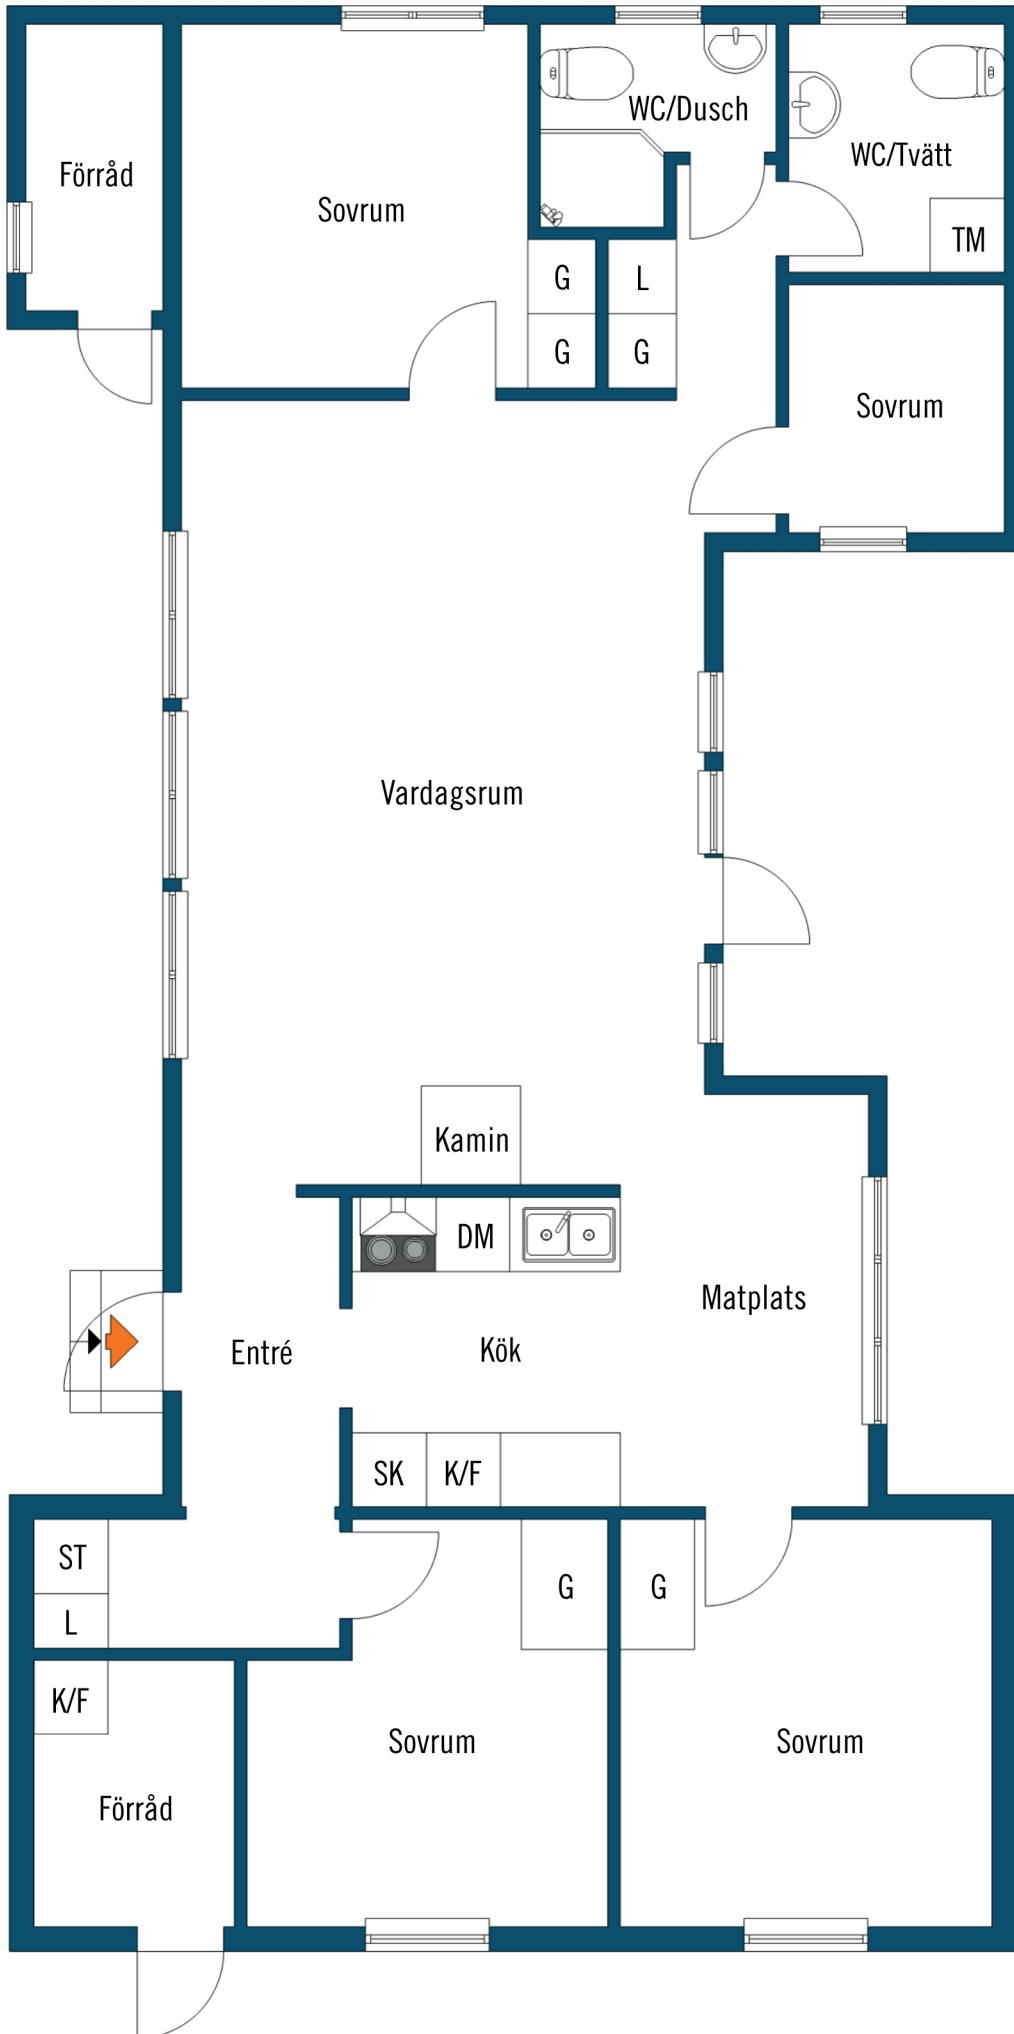 WC/Dusch
WC/Tvätt
Förråd
Sovrum
TM
G
L
G
G
Sovrum
Vardagsrum
Kamin
DM
Matplats
Entré
Kök
SK
K/F
ST
G
G
L
K/F
Sovrum
Sovrum
Förråd